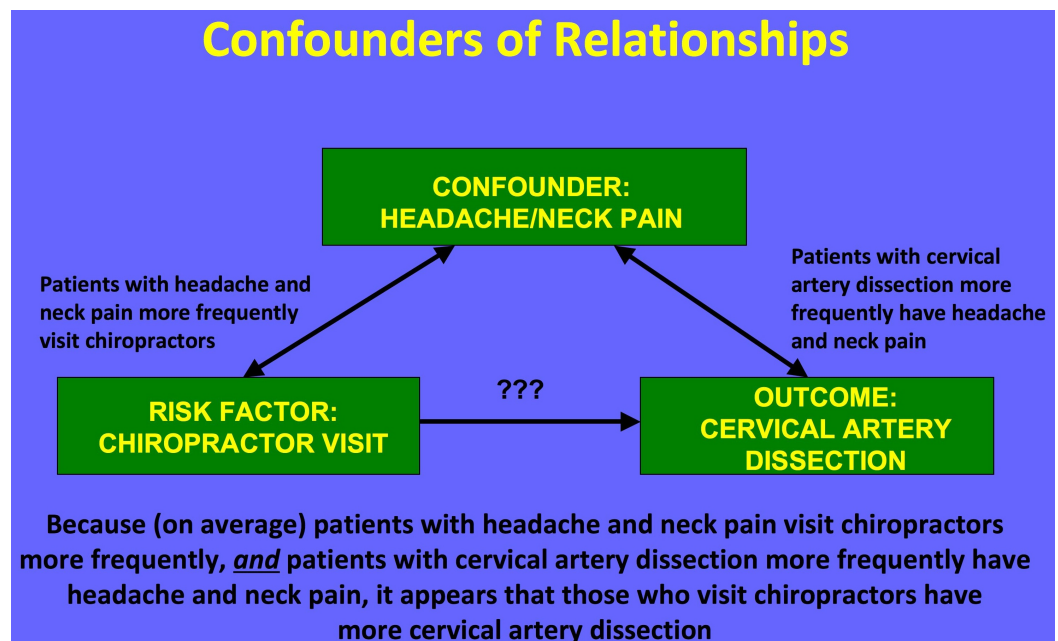 Confounders of Relationships
CONFOUNDER:
HEADACHE/NECK PAIN
Patients with headache and
neck pain more frequently
visit chiropractors
Patients with cervical
artery dissection more
frequently have headache
and neck pain
???
RISK FACTOR:
CHIROPRACTOR VISIT
OUTCOME:
CERVICAL ARTERY
DISSECTION
Because (on average) patients with headache and neck pain visit chiropractors
more frequently, and patients with cervical artery dissection more frequently have
headache and neck pain, it appears that those who visit chiropractors have
more cervical artery dissection